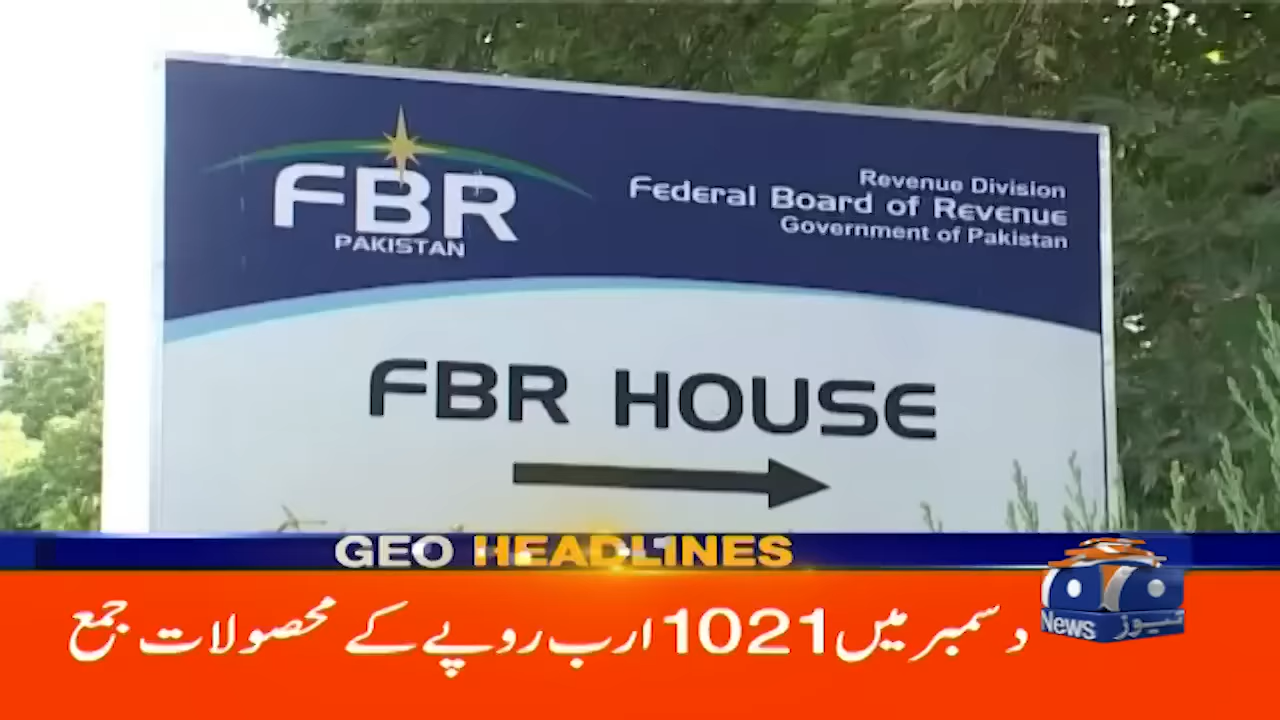 FBR
PAKISTAN
Revenue Division
Federal Board of Revenue
Government of Pakistan
FBR HOUSE
GEO HEADLINES
دسمبر میں 1021 ارب روپے کے محصولات جمع
News نیوز